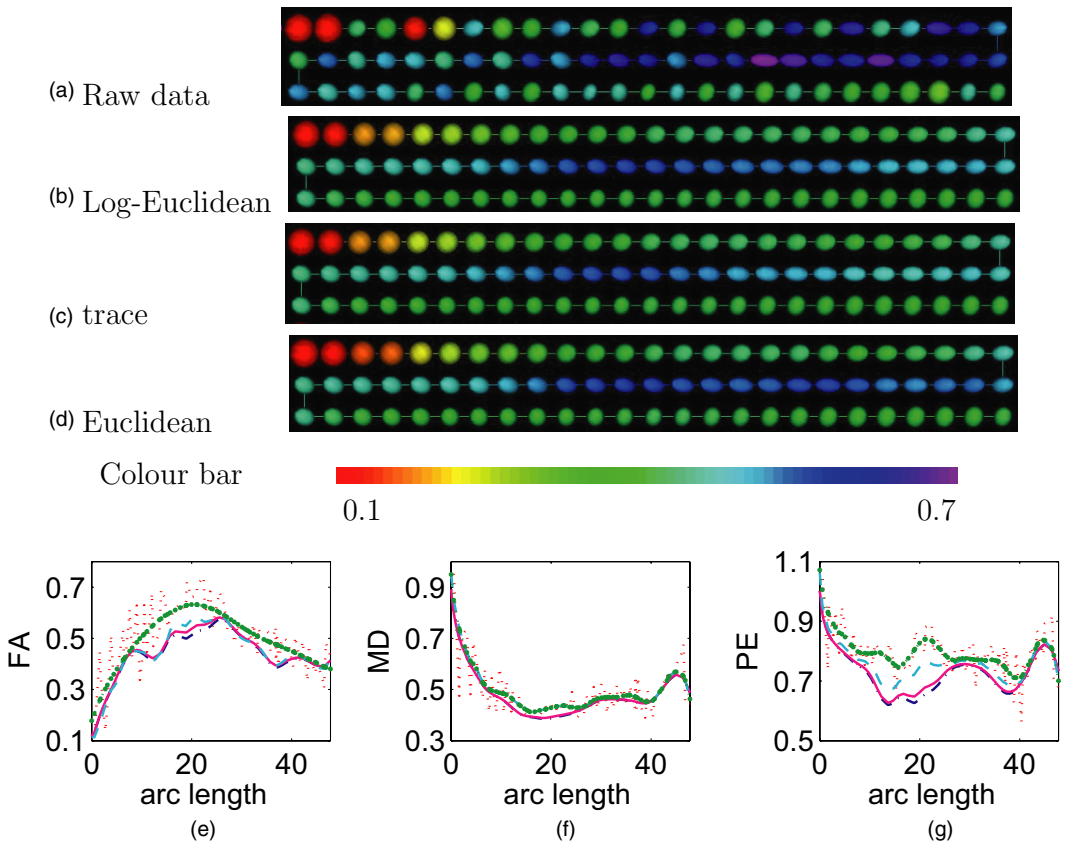 (a) Raw data
(b) Log-Euclidean
(c) trace
(d) Euclidean
Colour bar
0.1 0.7
FA
0.7
0.5
0.3
0.1
0 20 40
arc length
(e)
MD
0.9
0.7
0.5
0.3
0 20 40
arc length
(f)
PE
1.1
0.9
0.7
0.5
0 20 40
arc length
(g)